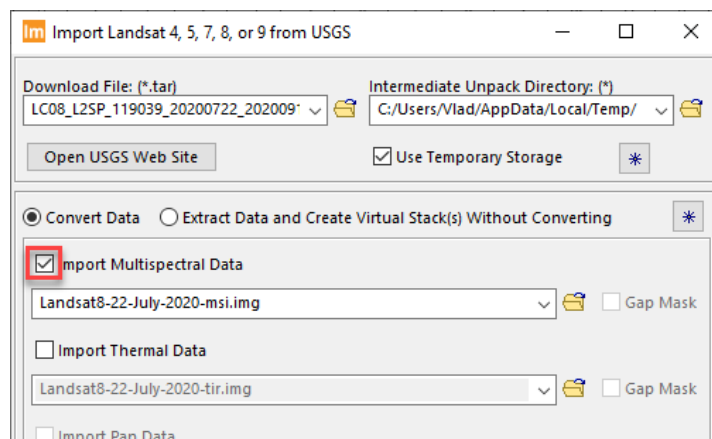 Im Import Landsat 4, 5, 7, 8, or 9 from USGS
Download File: (*.tar) Intermediate Unpack Directory: (*)
LC08_L2SP_119039_20200722_202009 C:/Users/Vlad/AppData/Local/Temp/
Open USGS Web Site Use Temporary Storage
Convert Data Extract Data and Create Virtual Stack(s) Without Converting
Import Multispectral Data
Landsat8-22-July-2020-msi.img Gap Mask
Import Thermal Data
Landsat8-22-July-2020-tir.img Gap Mask
Import Pan Data